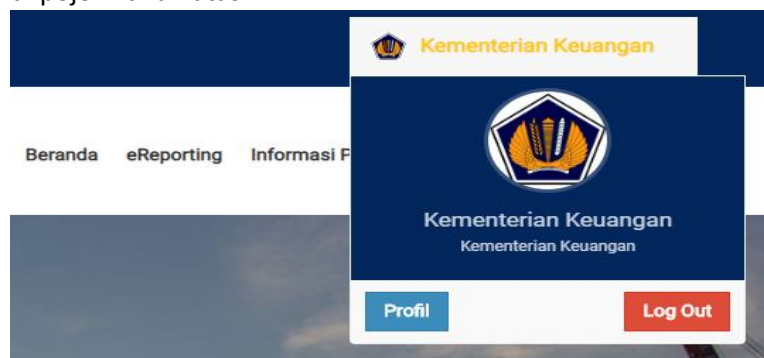 Kementerian Keuangan
Beranda eReporting Informasi P
Kementerian Keuangan
Kementerian Keuangan
Profil Log Out